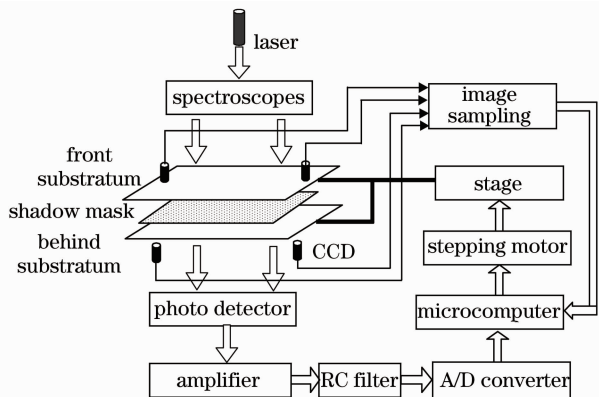 laser
spectroscopes
image
sampling
front
substratum
shadow mask
behind
substratum
CCD
stage
stepping motor
photo detector
microcomputer
amplifier
RC filter
A/D converter